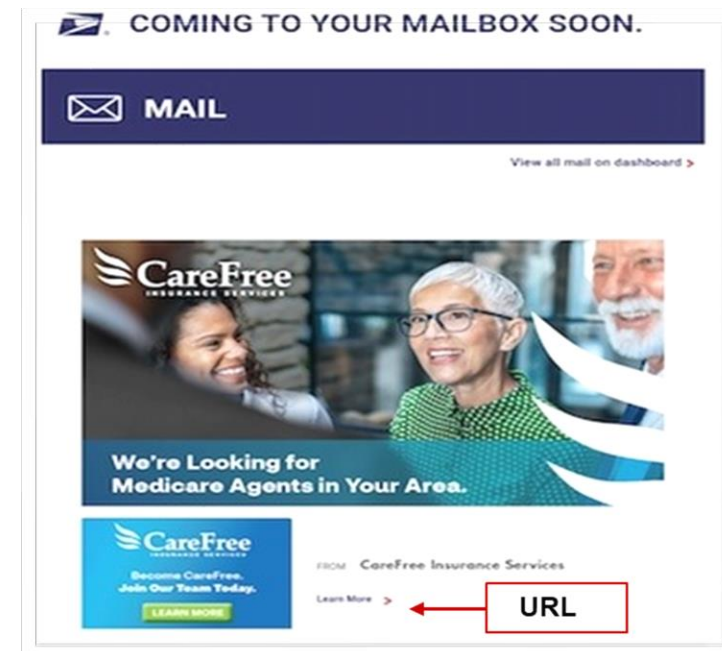 COMING TO YOUR MAILBOX SOON.
MAIL
View all mail on dashboard >
CareFree
INSURANCE SERVICES
We're Looking for
Medicare Agents in Your Area.
CareFree
INSURANCE SERVICES
Become CareFree.
Join Our Team Today.
LEARN MORE
FROM CareFree Insurance Services
Learn More >
URL